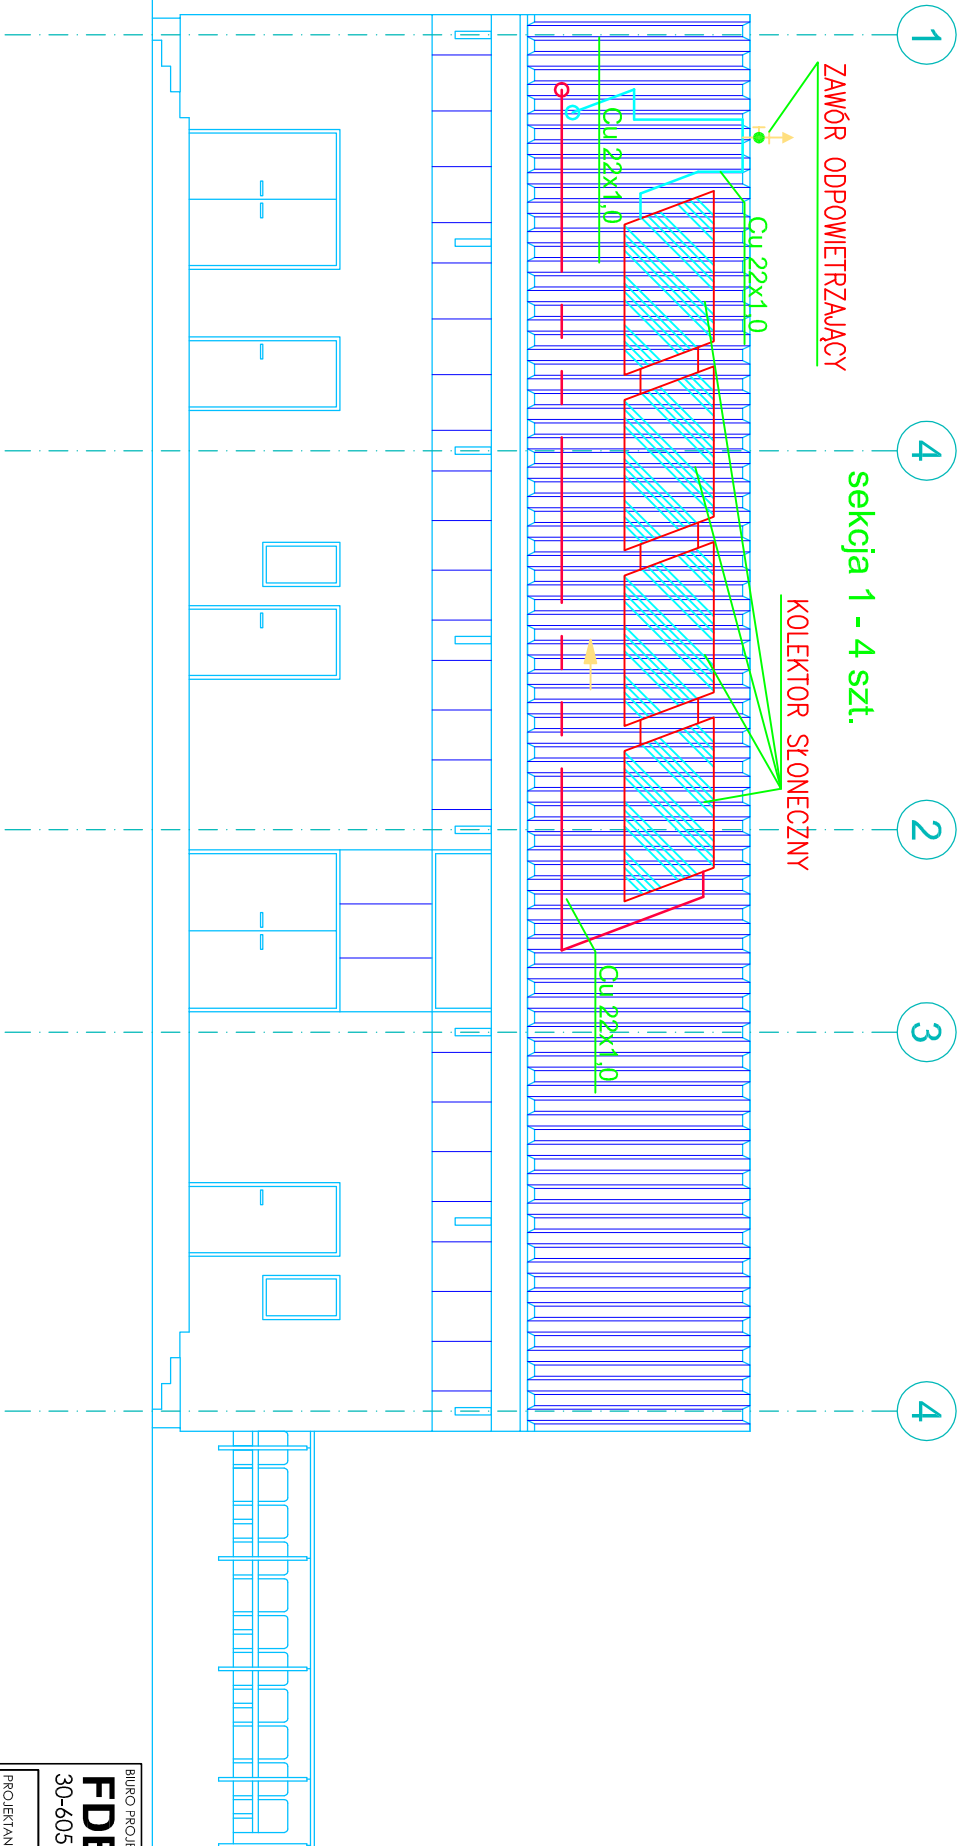 1
4
2
3
4
ZAWÓR ODPOWIETRZAJĄCY
sekcja 1 - 4 szt.
KOLEKTOR SŁONECZNY
Cu 22x1,0
Cu 22x1,0
Cu 22x1,0
BIURO PROJE
FDE
30-605
PROJEKTAN